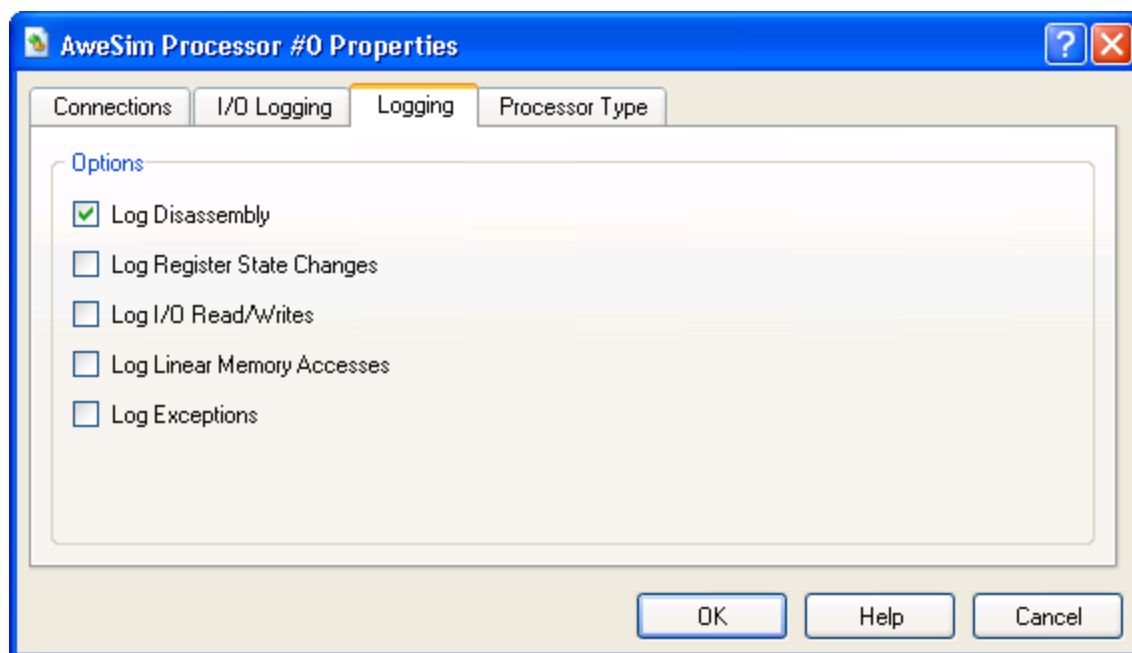 AweSim Processor #0 Properties
Connections I/O Logging Logging Processor Type
Options
Log Disassembly
Log Register State Changes
Log I/O Read/Writes
Log Linear Memory Accesses
Log Exceptions
OK Help Cancel